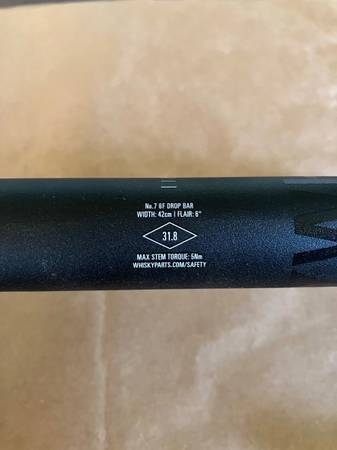 No.7 6F DROP BAR
WIDTH: 42cm | FLAIR: 6°
31.8
MAX STEM TORQUE: 5Nm
WHISKYPARTS.COM/SAFETY